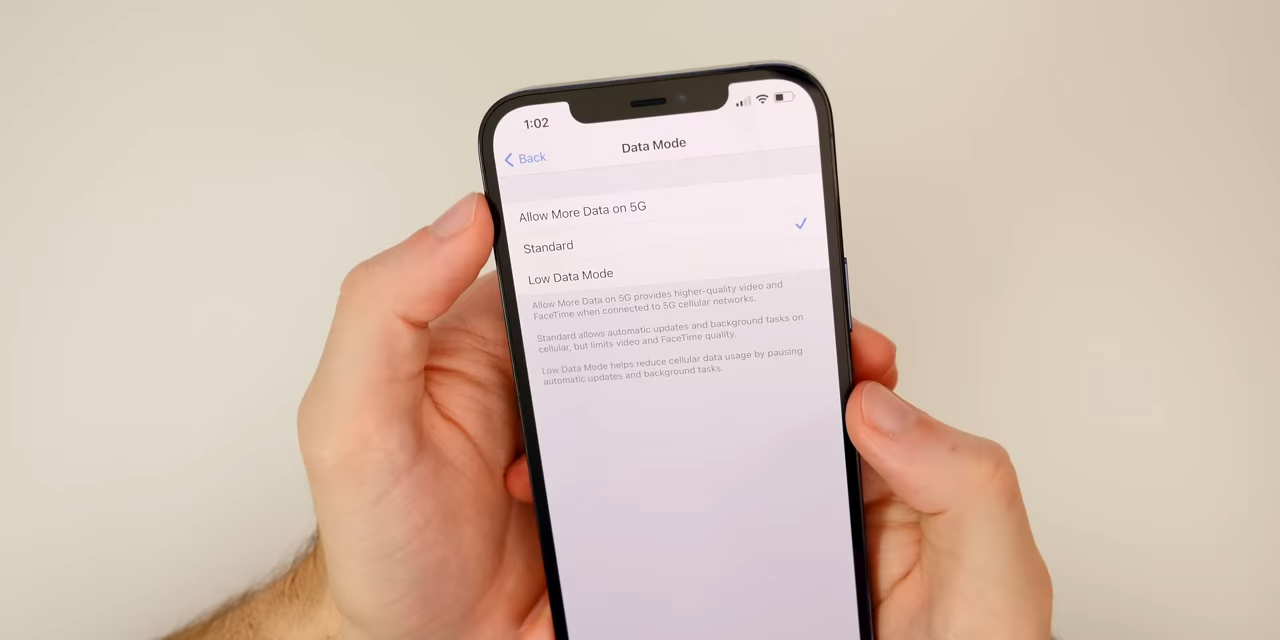 1:02
Back
Data Mode
Allow More Data on 5G
Standard
Low Data Mode
Allow More Data on 5G provides higher-quality video and
FaceTime when connected to 5G cellular networks.
Standard allows automatic updates and background tasks on
cellular, but limits video and FaceTime quality.
Low Data Mode helps reduce cellular data usage by pausing
automatic updates and background tasks.